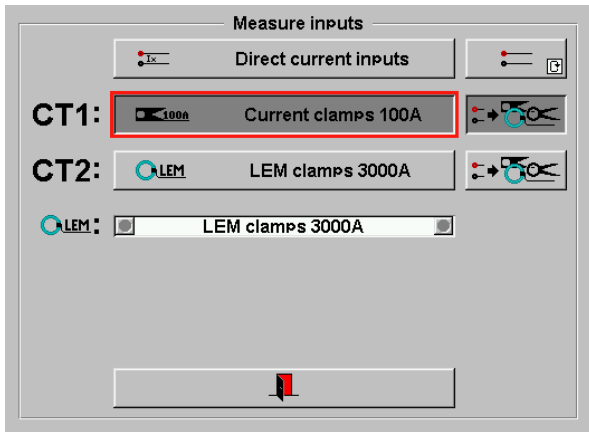 Measure inputs
Ix Direct current inputs
CT1: 100A Current clamps 100A
CT2: LEM LEM clamps 3000A
LEM: LEM clamps 3000A